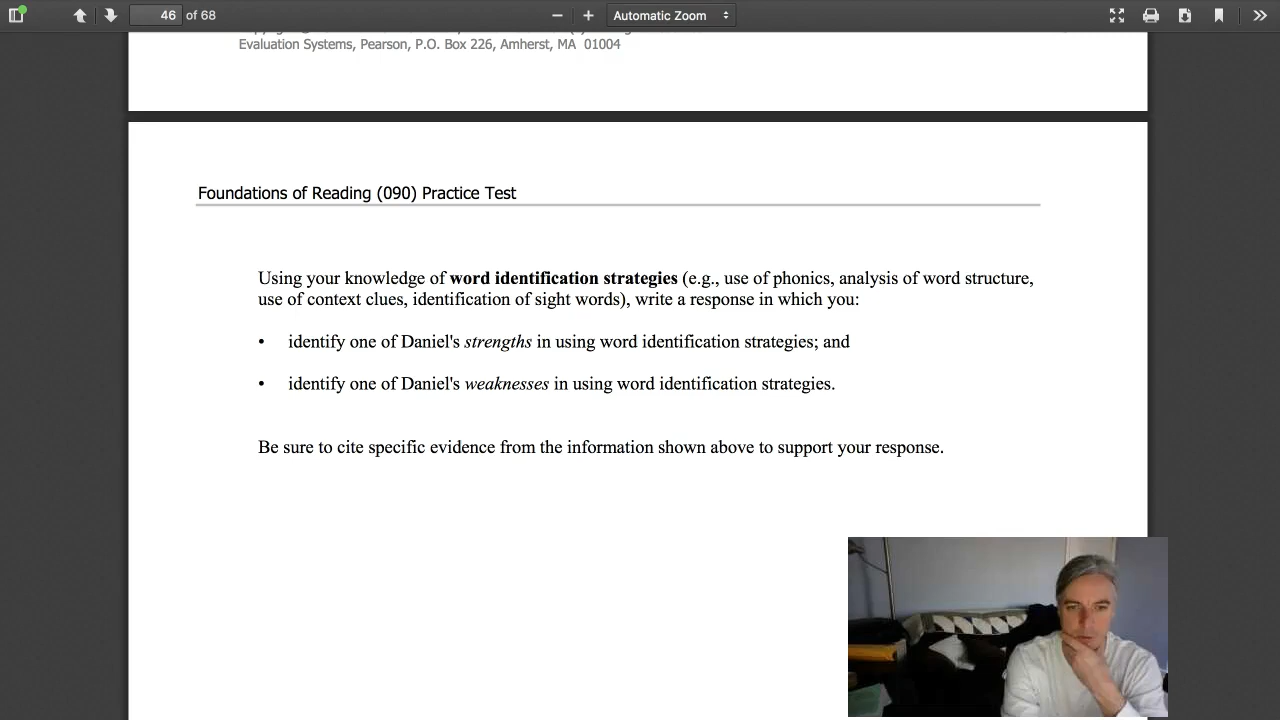 46 of 68
Automatic Zoom
Evaluation Systems, Pearson, P.O. Box 226, Amherst, MA 01004
Foundations of Reading (090) Practice Test
Using your knowledge of word identification strategies (e.g., use of phonics, analysis of word structure,
use of context clues, identification of sight words), write a response in which you:
• identify one of Daniel's strengths in using word identification strategies; and
• identify one of Daniel's weaknesses in using word identification strategies.
Be sure to cite specific evidence from the information shown above to support your response.